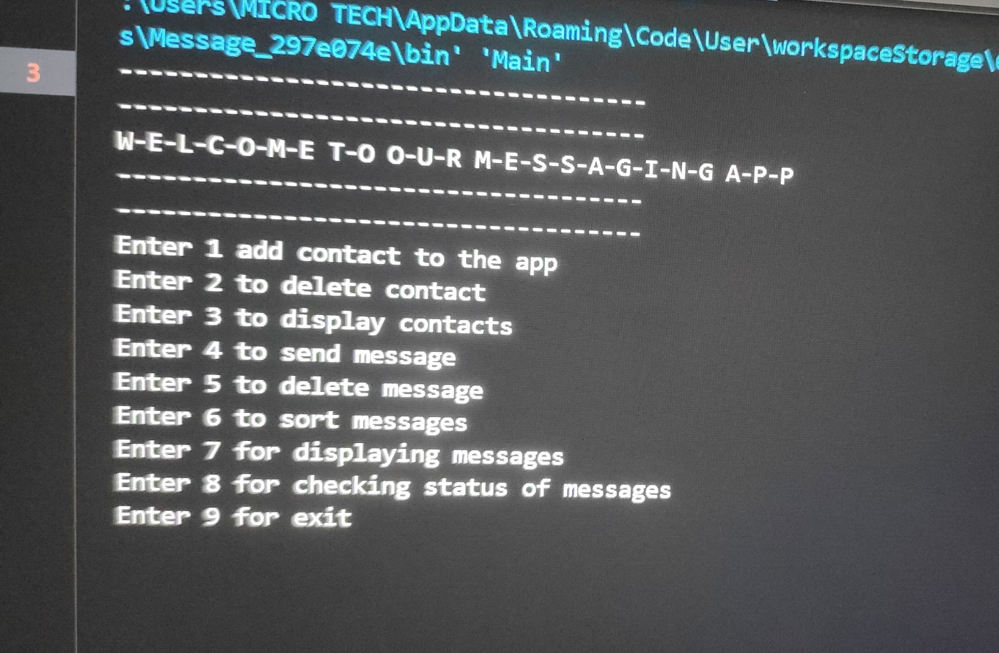 :\Users\MICRO TECH\AppData\Roaming\Code\User\workspaceStorage\
s\Message_297e074e\bin' 'Main'
3
---------------------------------------
---------------------------------------
W-E-L-C-O-M-E T-O O-U-R M-E-S-S-A-G-I-N-G A-P-P
---------------------------------------
---------------------------------------
Enter 1 add contact to the app
Enter 2 to delete contact
Enter 3 to display contacts
Enter 4 to send message
Enter 5 to delete message
Enter 6 to sort messages
Enter 7 for displaying messages
Enter 8 for checking status of messages
Enter 9 for exit